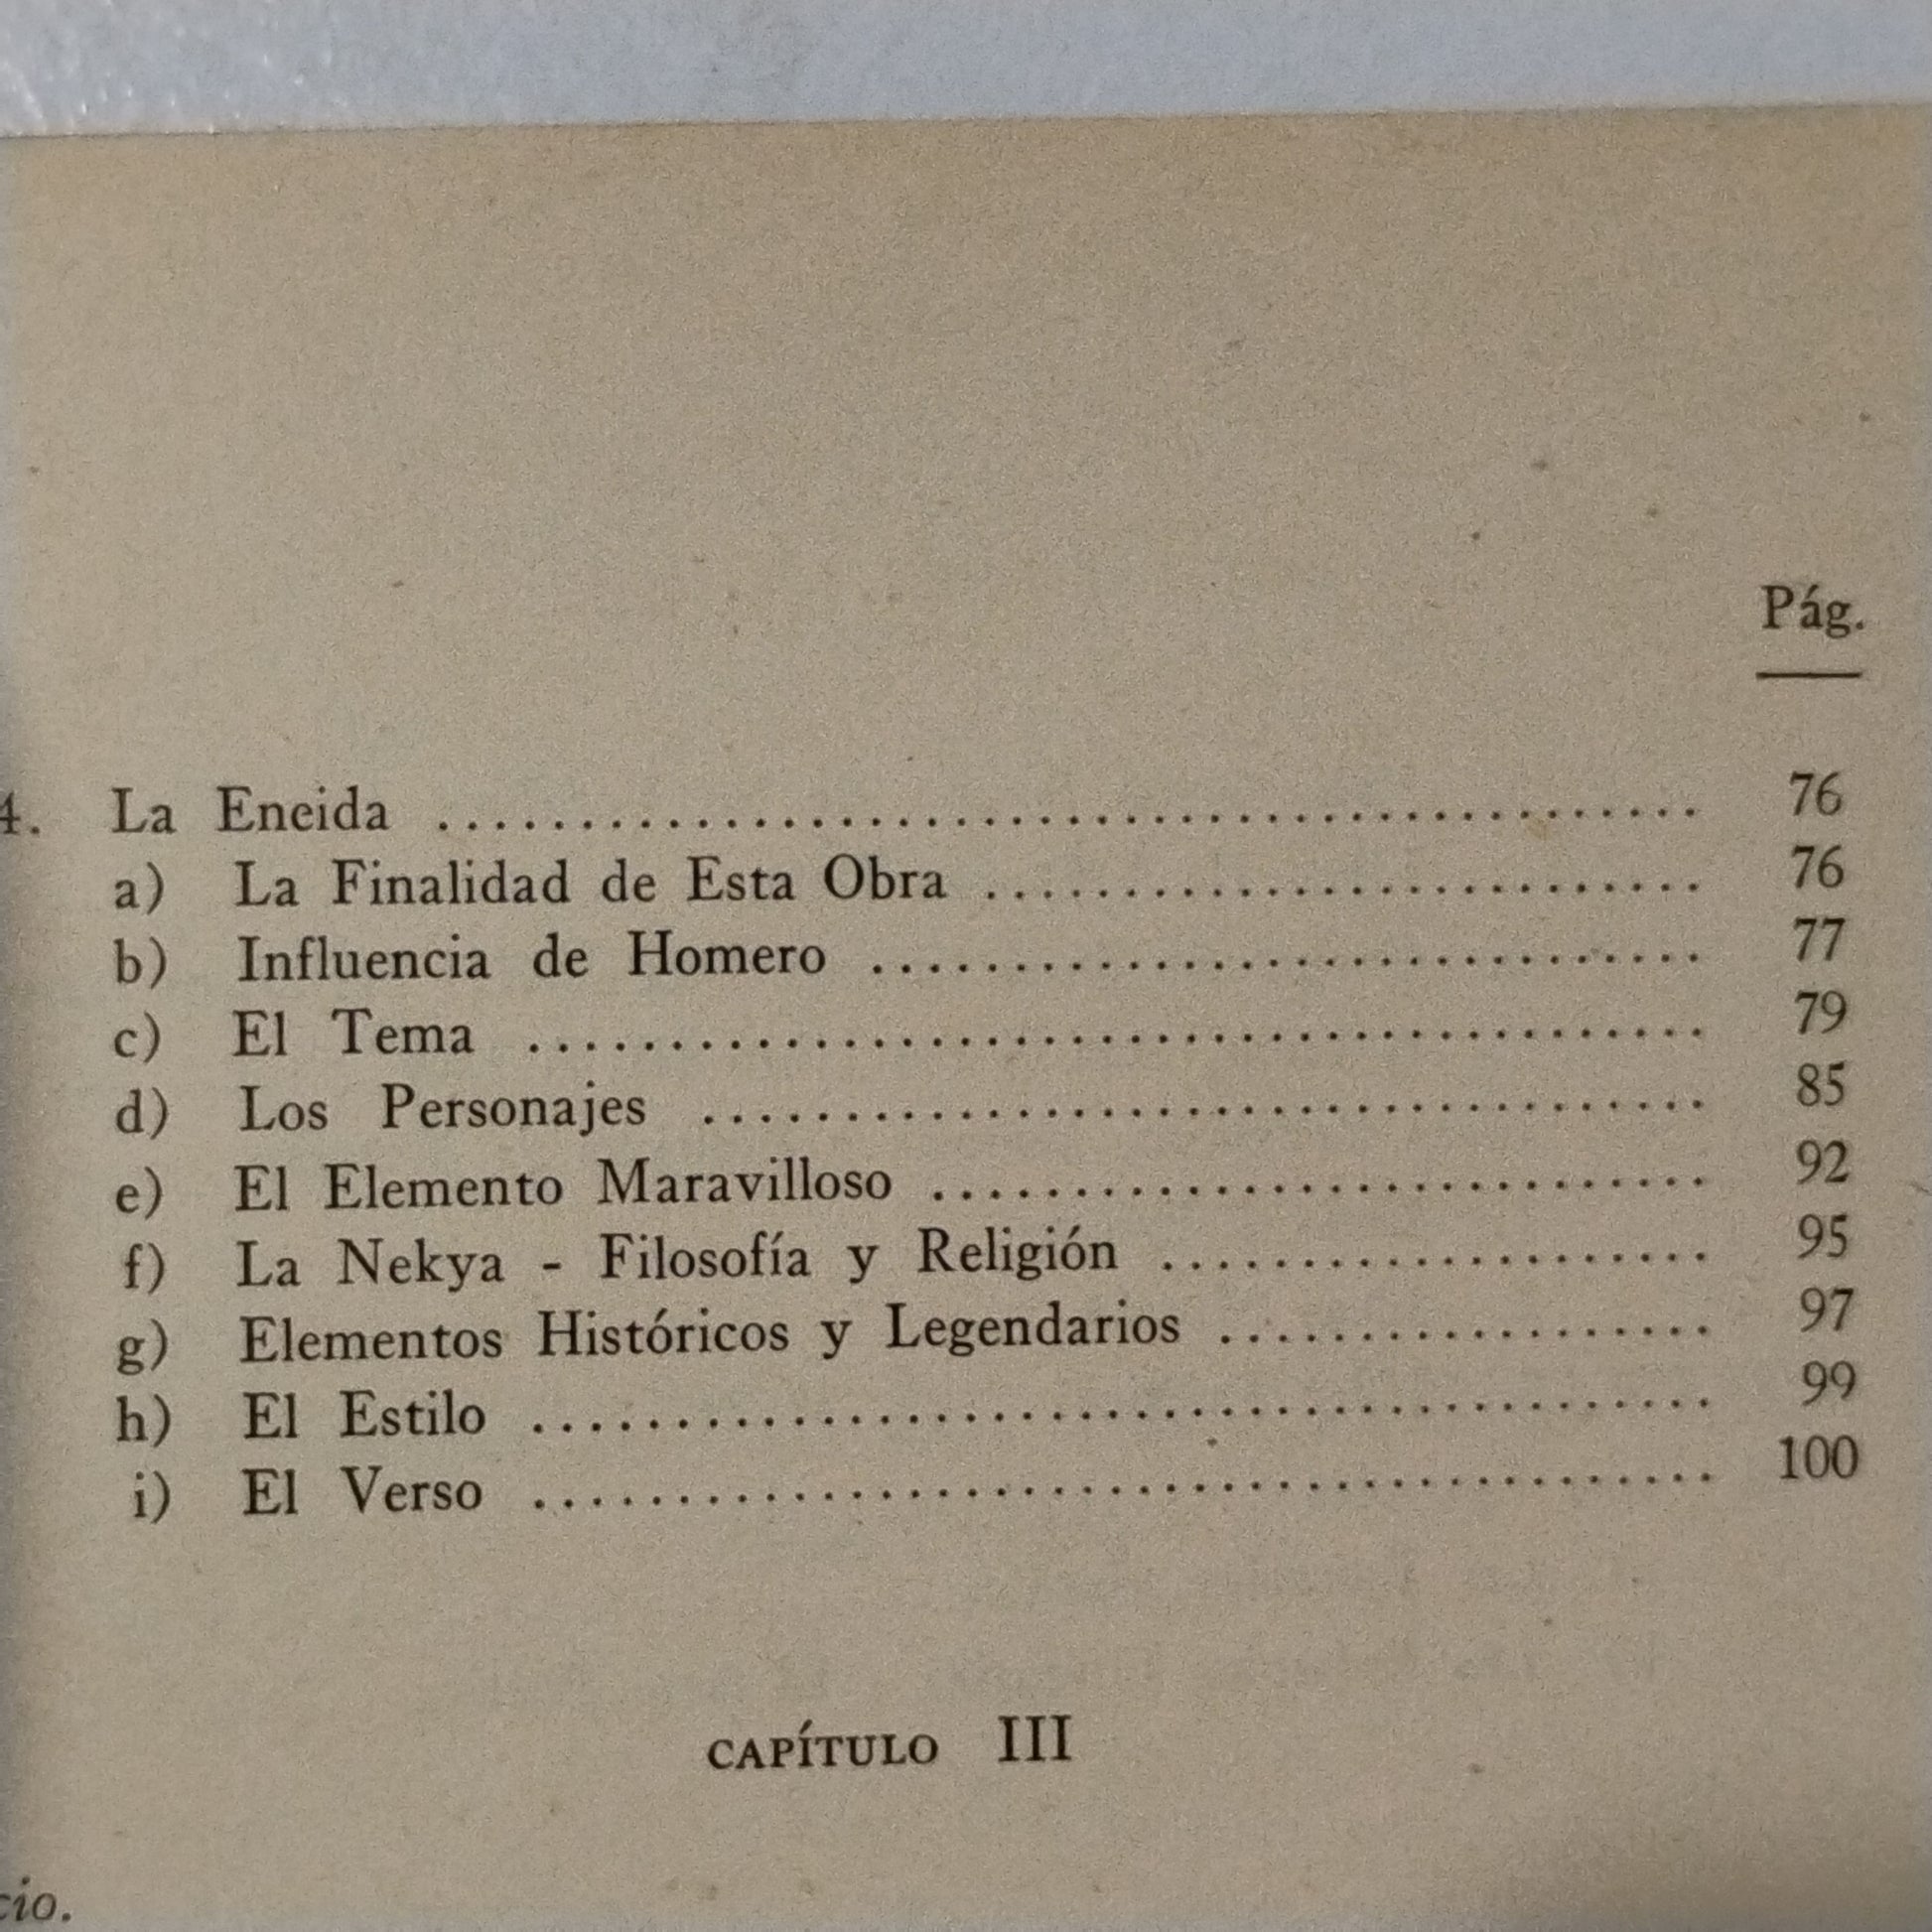 Pág.
4. La Eneida ........................................ 76
a) La Finalidad de Esta Obra ......................... 76
b) Influencia de Homero ............................. 77
c) El Tema .......................................... 79
d) Los Personajes ................................... 85
e) El Elemento Maravilloso ........................... 92
f) La Nekya - Filosofía y Religión ................... 95
g) Elementos Históricos y Legendarios ................. 97
h) El Estilo ......................................... 99
i) El Verso .......................................... 100
CAPÍTULO III